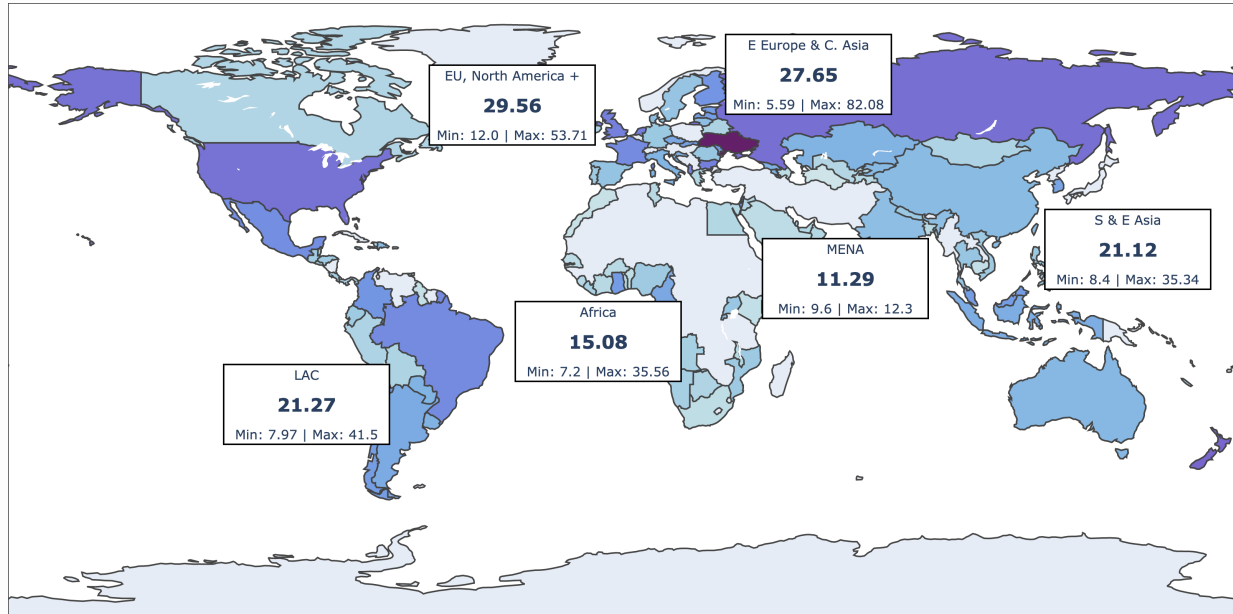 E Europe & C. Asia
27.65
Min: 5.59 | Max: 82.08
EU, North America +
29.56
Min: 12.0 | Max: 53.71
S & E Asia
21.12
Min: 8.4 | Max: 35.34
MENA
11.29
Min: 9.6 | Max: 12.3
Africa
15.08
Min: 7.2 | Max: 35.56
LAC
21.27
Min: 7.97 | Max: 41.5